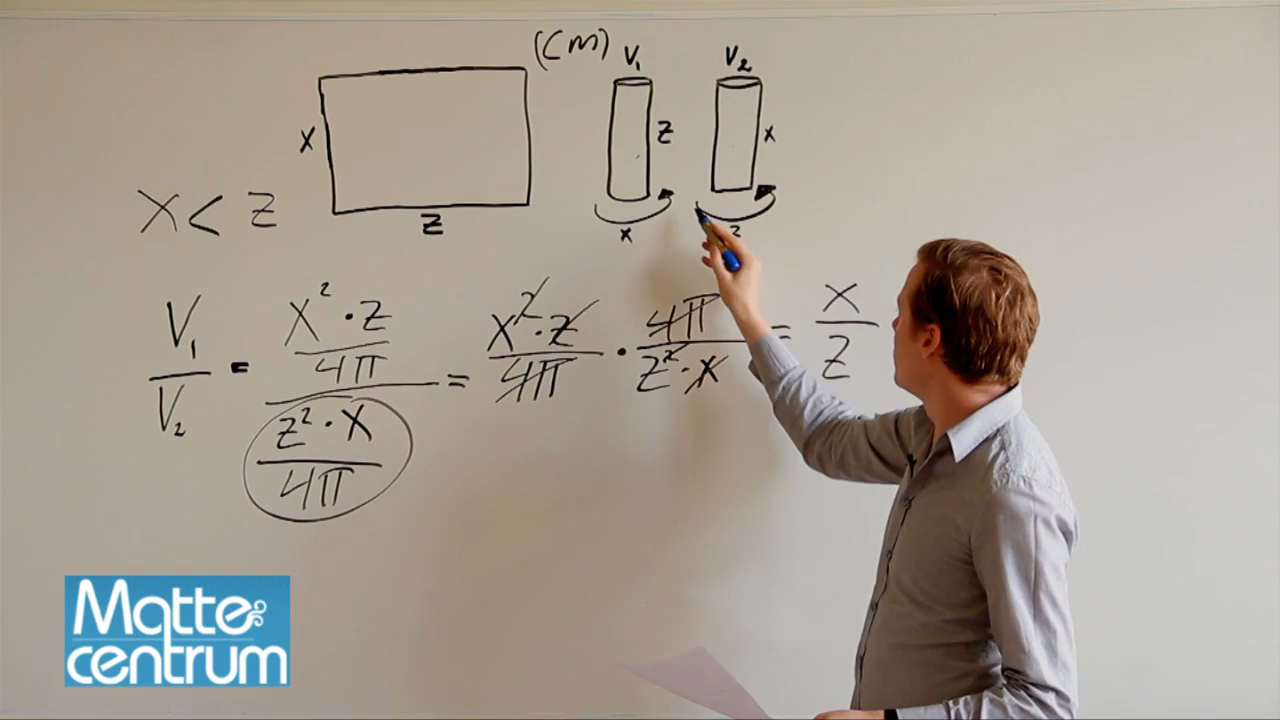 (cm)
V₁
V₂
x
z
x
z
x
z
x < z
V₁/V₂ = (x² · z / 4π) / (z² · x / 4π) = x² · z / 4π · 4π / z² · x = x / z
Matte
centrum